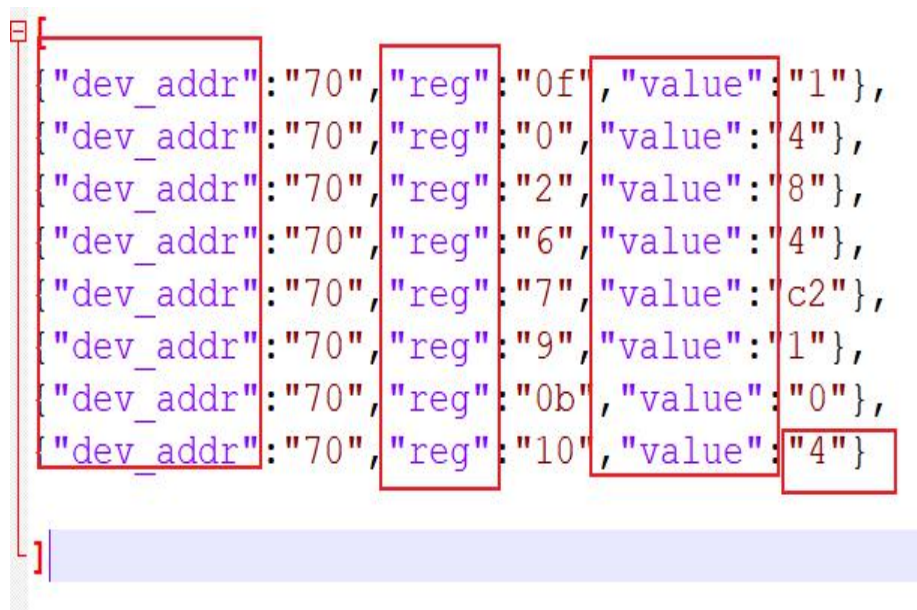 [
{"dev_addr":"70","reg":"0f","value":"1"},
{"dev_addr":"70","reg":"0","value":"4"},
{"dev_addr":"70","reg":"2","value":"8"},
{"dev_addr":"70","reg":"6","value":"4"},
{"dev_addr":"70","reg":"7","value":"c2"},
{"dev_addr":"70","reg":"9","value":"1"},
{"dev_addr":"70","reg":"0b","value":"0"},
{"dev_addr":"70","reg":"10","value":"4"}
]